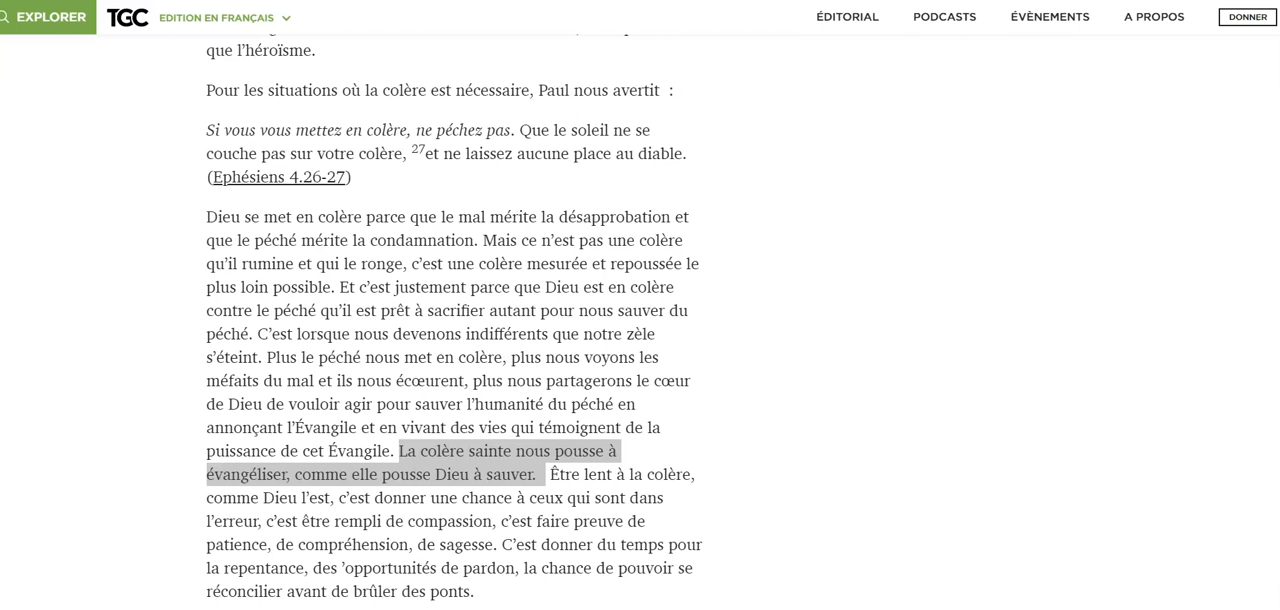 EXPLORER TGC EDITION EN FRANÇAIS ÉDITORIAL PODCASTS ÉVÈNEMENTS A PROPOS DONNER
que l’héroïsme.
Pour les situations où la colère est nécessaire, Paul nous avertit :
Si vous vous mettez en colère, ne péchez pas. Que le soleil ne se
couche pas sur votre colère, 27et ne laissez aucune place au diable.
(Ephésiens 4.26-27)
Dieu se met en colère parce que le mal mérite la désapprobation et
que le péché mérite la condamnation. Mais ce n’est pas une colère
qu’il rumine et qui le ronge, c’est une colère mesurée et repoussée le
plus loin possible. Et c’est justement parce que Dieu est en colère
contre le péché qu’il est prêt à sacrifier autant pour nous sauver du
péché. C’est lorsque nous devenons indifférents que notre zèle
s’éteint. Plus le péché nous met en colère, plus nous voyons les
méfaits du mal et ils nous écœurent, plus nous partagerons le cœur
de Dieu de vouloir agir pour sauver l’humanité du péché en
annonçant l’Évangile et en vivant des vies qui témoignent de la
puissance de cet Évangile. La colère sainte nous pousse à
évangéliser, comme elle pousse Dieu à sauver. Être lent à la colère,
comme Dieu l’est, c’est donner une chance à ceux qui sont dans
l’erreur, c’est être rempli de compassion, c’est faire preuve de
patience, de compréhension, de sagesse. C’est donner du temps pour
la repentance, des ’opportunités de pardon, la chance de pouvoir se
réconcilier avant de brûler des ponts.